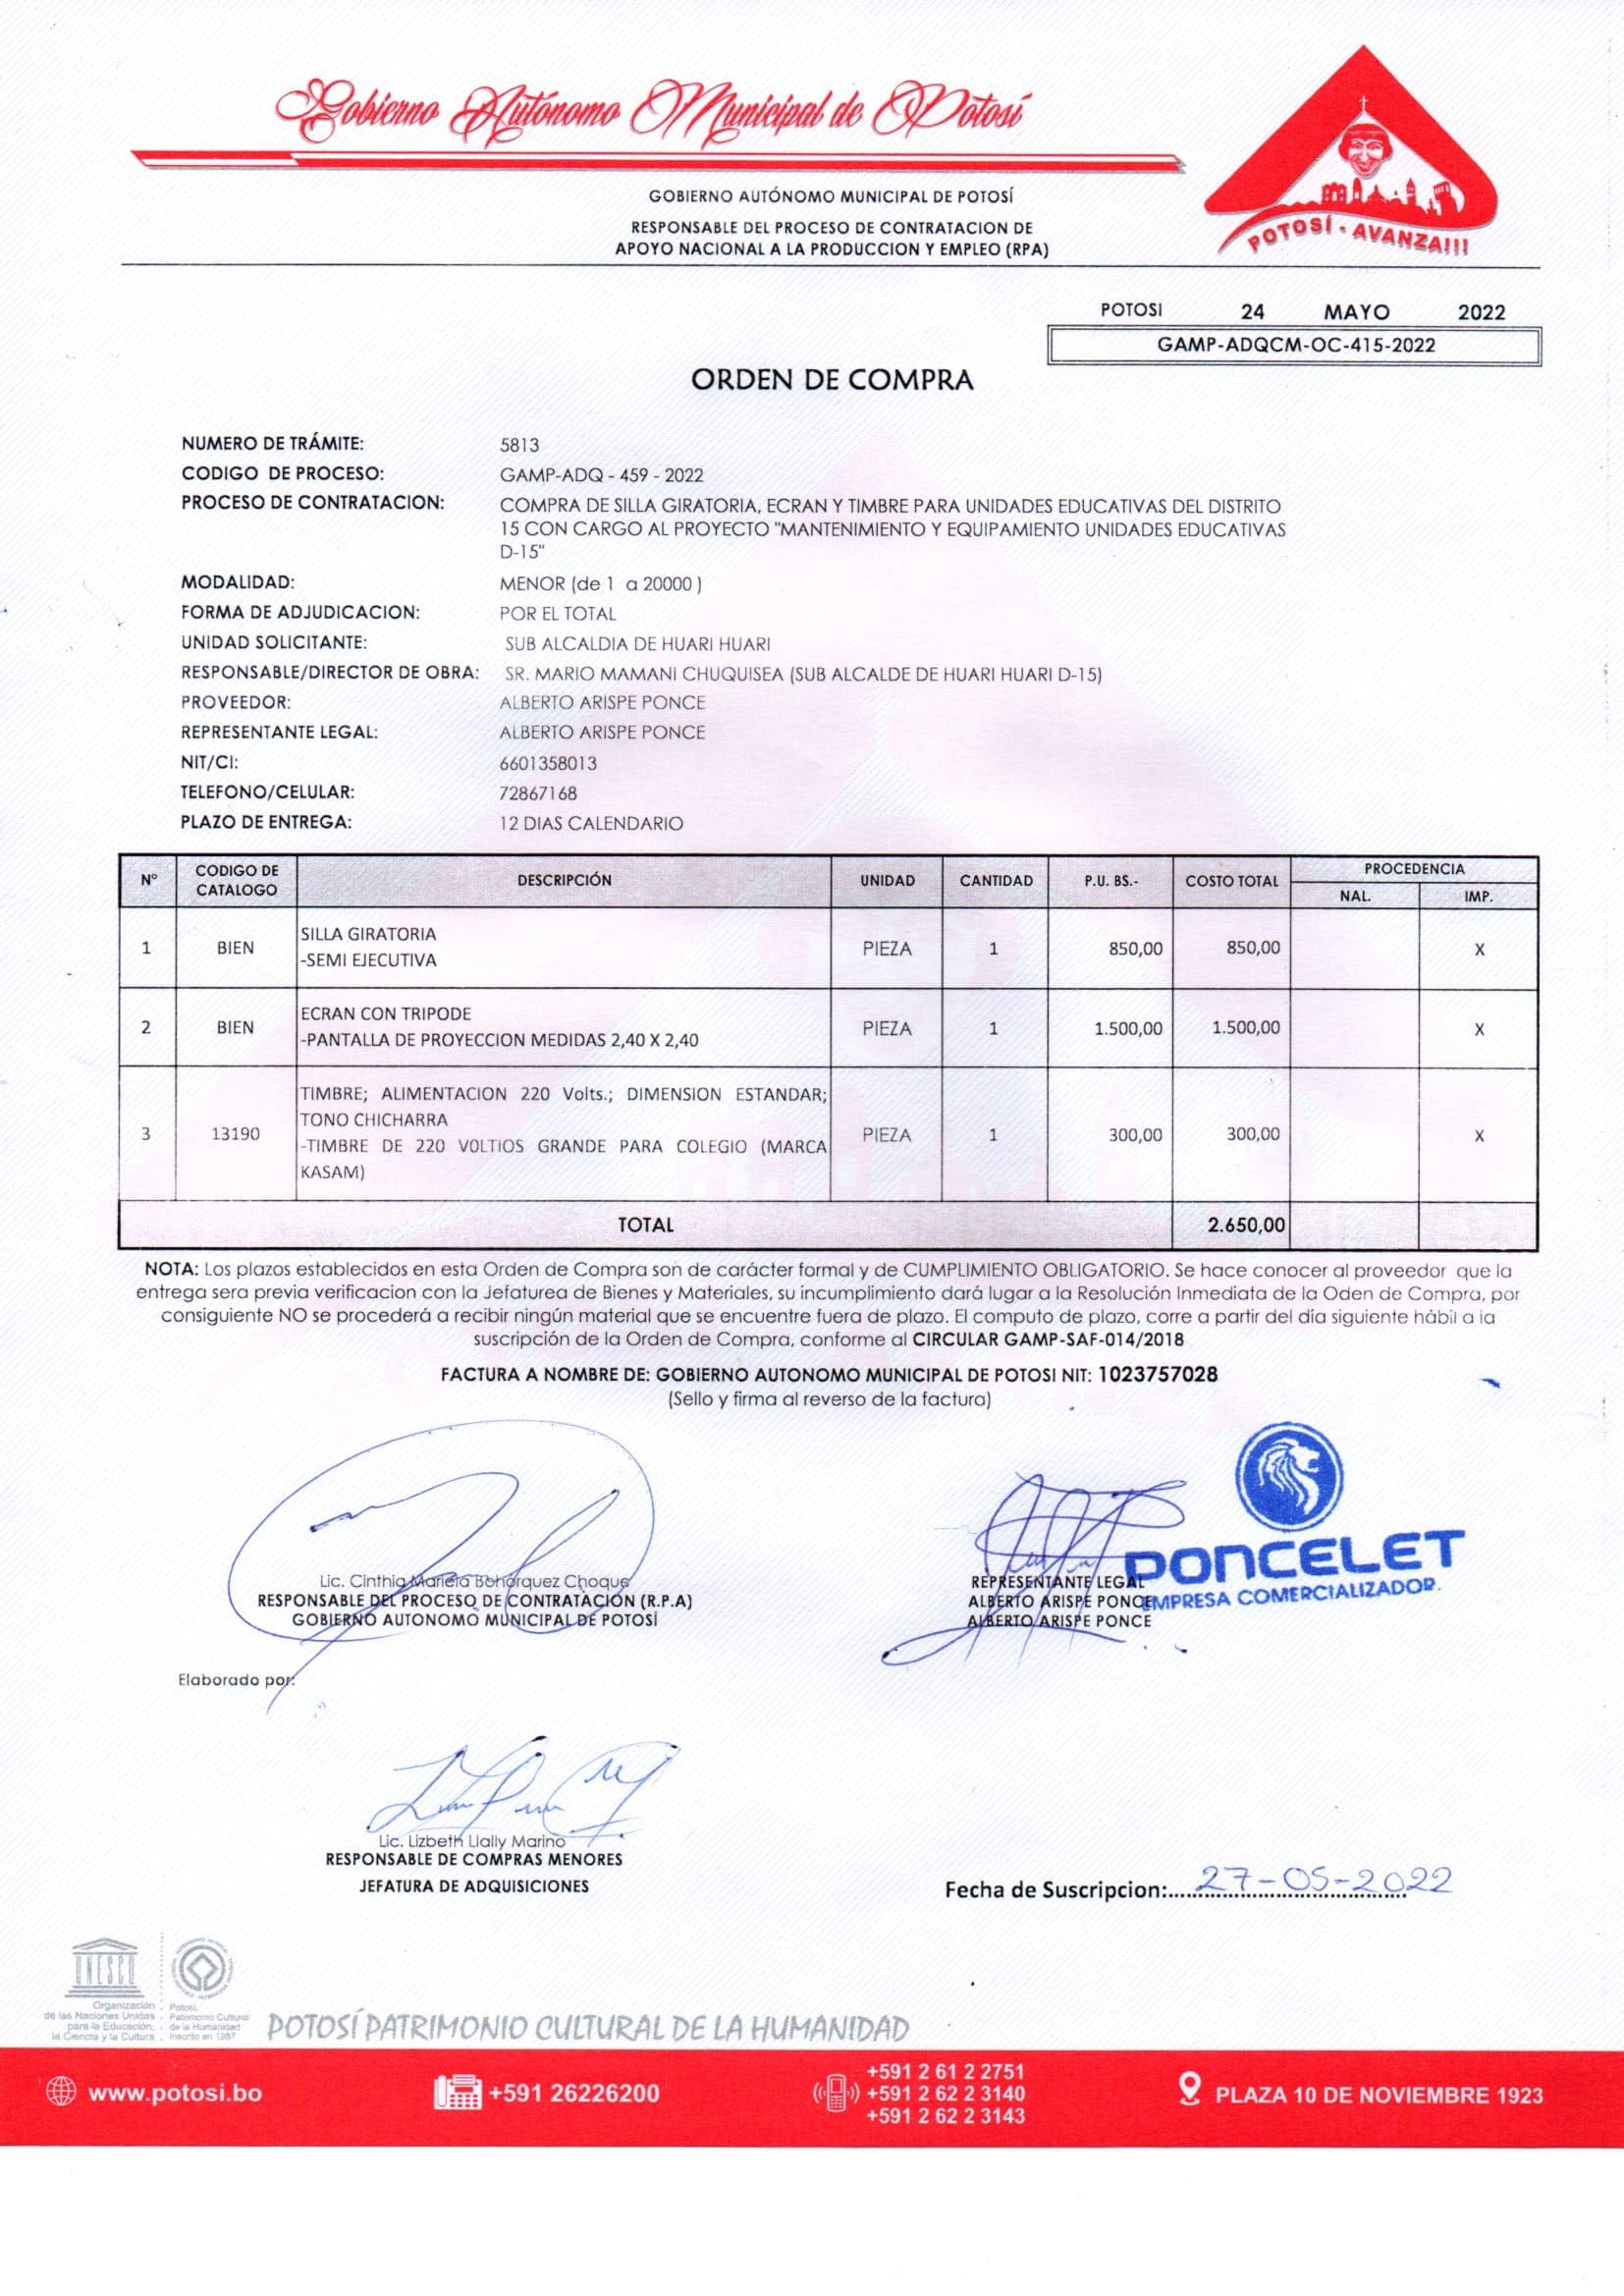 Gobierno Autónomo Municipal de Potosí
POTOSÍ - AVANZA!!!
GOBIERNO AUTÓNOMO MUNICIPAL DE POTOSÍ
RESPONSABLE DEL PROCESO DE CONTRATACION DE
APOYO NACIONAL A LA PRODUCCION Y EMPLEO (RPA)
POTOSI 24 MAYO 2022
GAMP-ADQCM-OC-415-2022
ORDEN DE COMPRA
NUMERO DE TRÁMITE: 5813
CODIGO DE PROCESO: GAMP-ADQ - 459 - 2022
PROCESO DE CONTRATACION: COMPRA DE SILLA GIRATORIA, ECRAN Y TIMBRE PARA UNIDADES EDUCATIVAS DEL DISTRITO
15 CON CARGO AL PROYECTO "MANTENIMIENTO Y EQUIPAMIENTO UNIDADES EDUCATIVAS
D-15"
MODALIDAD: MENOR (de 1 a 20000 )
FORMA DE ADJUDICACION: POR EL TOTAL
UNIDAD SOLICITANTE: SUB ALCALDIA DE HUARI HUARI
RESPONSABLE/DIRECTOR DE OBRA: SR. MARIO MAMANI CHUQUISEA (SUB ALCALDE DE HUARI HUARI D-15)
PROVEEDOR: ALBERTO ARISPE PONCE
REPRESENTANTE LEGAL: ALBERTO ARISPE PONCE
NIT/CI: 6601358013
TELEFONO/CELULAR: 72867168
PLAZO DE ENTREGA: 12 DIAS CALENDARIO
N° CODIGO DE CATALOGO DESCRIPCIÓN UNIDAD CANTIDAD P.U. BS.- COSTO TOTAL PROCEDENCIA
NAL. IMP.
1 BIEN SILLA GIRATORIA PIEZA 1 850,00 850,00 X
-SEMI EJECUTIVA
2 BIEN ECRAN CON TRIPODE PIEZA 1 1.500,00 1.500,00 X
-PANTALLA DE PROYECCION MEDIDAS 2,40 X 2,40
3 13190 TIMBRE; ALIMENTACION 220 Volts.; DIMENSION ESTANDAR; PIEZA 1 300,00 300,00 X
TONO CHICHARRA
-TIMBRE DE 220 VOLTIOS GRANDE PARA COLEGIO (MARCA
KASAM)
TOTAL 2.650,00
NOTA: Los plazos establecidos en esta Orden de Compra son de carácter formal y de CUMPLIMIENTO OBLIGATORIO. Se hace conocer al proveedor que la
entrega sera previa verificacion con la Jefaturea de Bienes y Materiales, su incumplimiento dará lugar a la Resolución Inmediata de la Oden de Compra, por
consiguiente NO se procederá a recibir ningún material que se encuentre fuera de plazo. El computo de plazo, corre a partir del día siguiente hábil a la
suscripción de la Orden de Compra, conforme al CIRCULAR GAMP-SAF-014/2018
FACTURA A NOMBRE DE: GOBIERNO AUTONOMO MUNICIPAL DE POTOSI NIT: 1023757028
(Sello y firma al reverso de la factura)
Lic. Cinthia Mariela Bohorquez Choque
RESPONSABLE DEL PROCESO DE CONTRATACIÓN (R.P.A)
GOBIERNO AUTONOMO MUNICIPAL DE POTOSÍ
PONCELET
EMPRESA COMERCIALIZADOR.
REPRESENTANTE LEGAL
ALBERTO ARISPE PONCE
ALBERTO ARISPE PONCE
Elaborado por:
Lic. Lizbeth Llally Marino
RESPONSABLE DE COMPRAS MENORES
JEFATURA DE ADQUISICIONES
Fecha de Suscripcion: 27-05-2022
UNESCO
Organización
de las Naciones Unidas
para la Educación,
la Ciencia y la Cultura
Potosí,
Patrimonio Cultural
de la Humanidad
Inscrito en 1987
POTOSÍ PATRIMONIO CULTURAL DE LA HUMANIDAD
www.potosi.bo
+591 26226200
+591 2 61 2 2751
+591 2 62 2 3140
+591 2 62 2 3143
PLAZA 10 DE NOVIEMBRE 1923